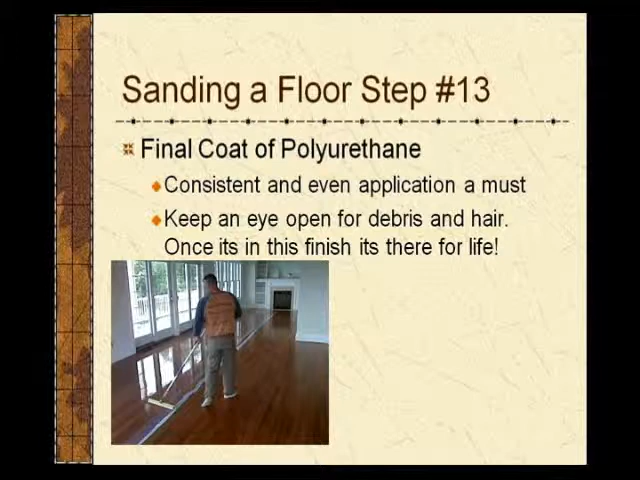 Sanding a Floor Step #13
Final Coat of Polyurethane
Consistent and even application a must
Keep an eye open for debris and hair.
Once its in this finish its there for life!